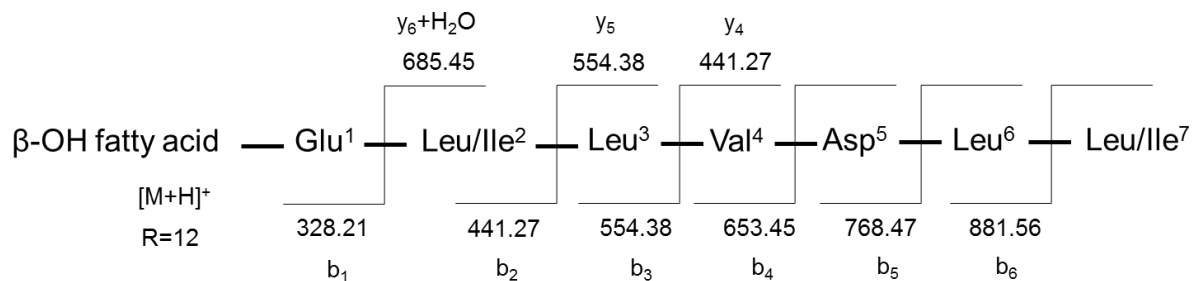 y₆+H₂O y₅ y₄
685.45 554.38 441.27
β-OH fatty acid Glu¹ Leu/Ile² Leu³ Val⁴ Asp⁵ Leu⁶ Leu/Ile⁷
[M+H]⁺
R=12
328.21 441.27 554.38 653.45 768.47 881.56
b₁ b₂ b₃ b₄ b₅ b₆